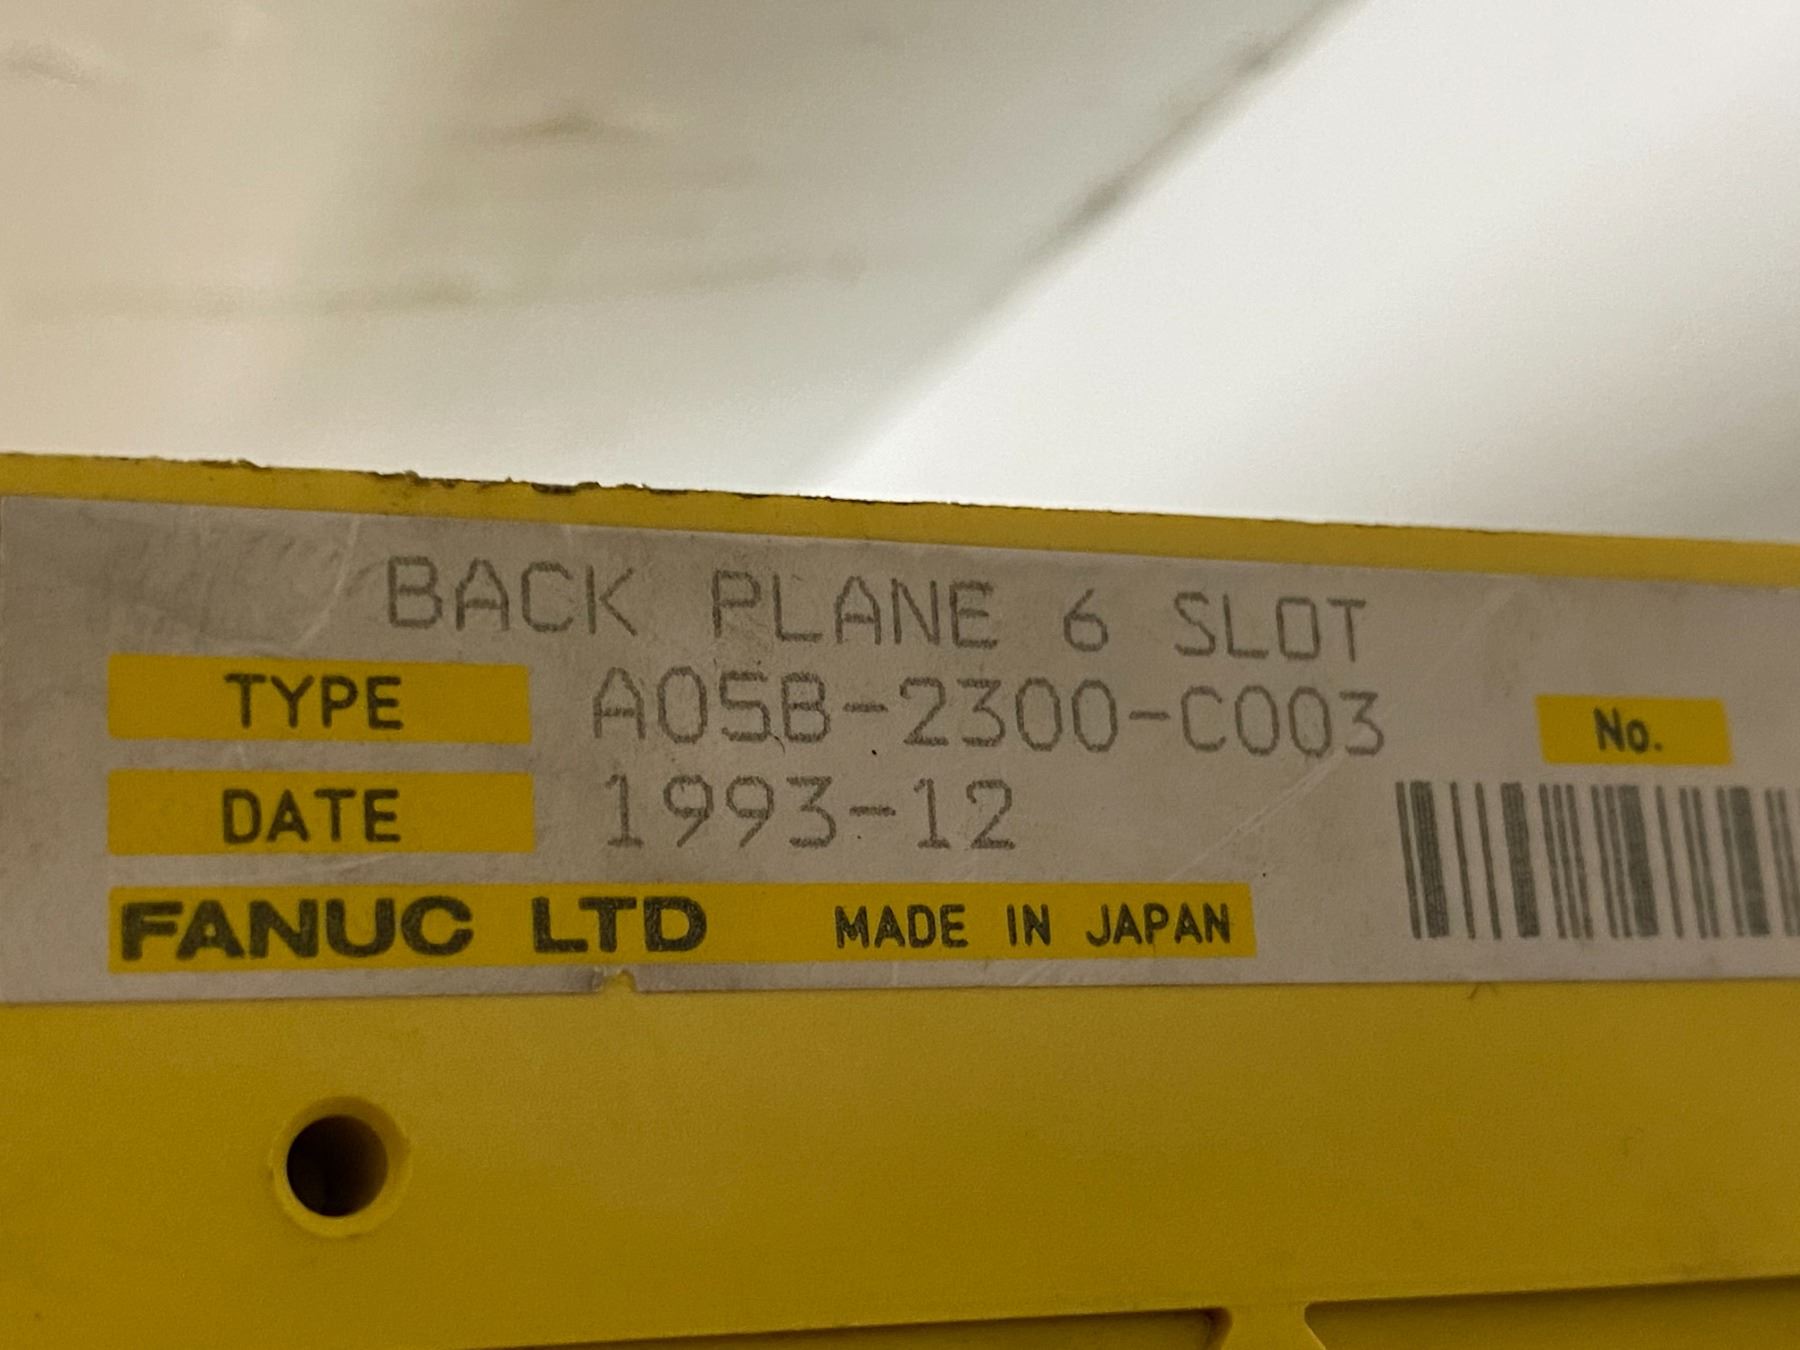 BACK PLANE 6 SLOT
TYPE A05B-2300-C003
No.
DATE 1993-12
FANUC LTD MADE IN JAPAN